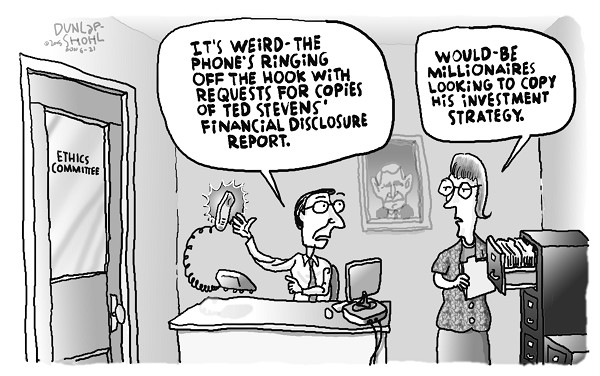 DUNLAP-
SHOHL
IT'S WEIRD-THE
PHONE'S RINGING
OFF THE HOOK WITH
REQUESTS FOR COPIES
OF TED STEVENS'
FINANCIAL DISCLOSURE
REPORT.
WOULD-BE
MILLIONAIRES
LOOKING TO COPY
HIS INVESTMENT
STRATEGY.
ETHICS
COMMITTEE